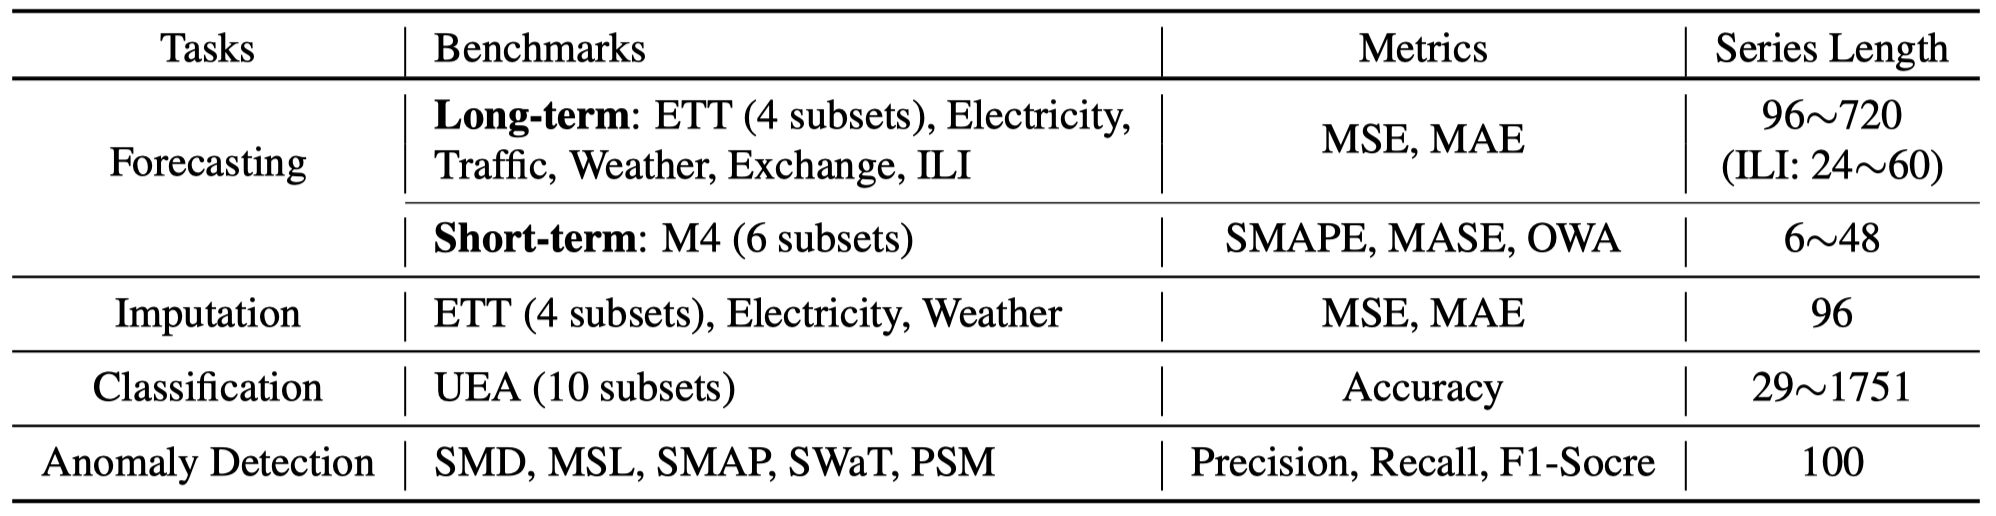 Tasks Benchmarks Metrics Series Length
Forecasting
Long-term: ETT (4 subsets), Electricity,
Traffic, Weather, Exchange, ILI
MSE, MAE
96~720
(ILI: 24~60)
Short-term: M4 (6 subsets) SMAPE, MASE, OWA 6~48
Imputation ETT (4 subsets), Electricity, Weather MSE, MAE 96
Classification UEA (10 subsets) Accuracy 29~1751
Anomaly Detection SMD, MSL, SMAP, SWaT, PSM Precision, Recall, F1-Socre 100